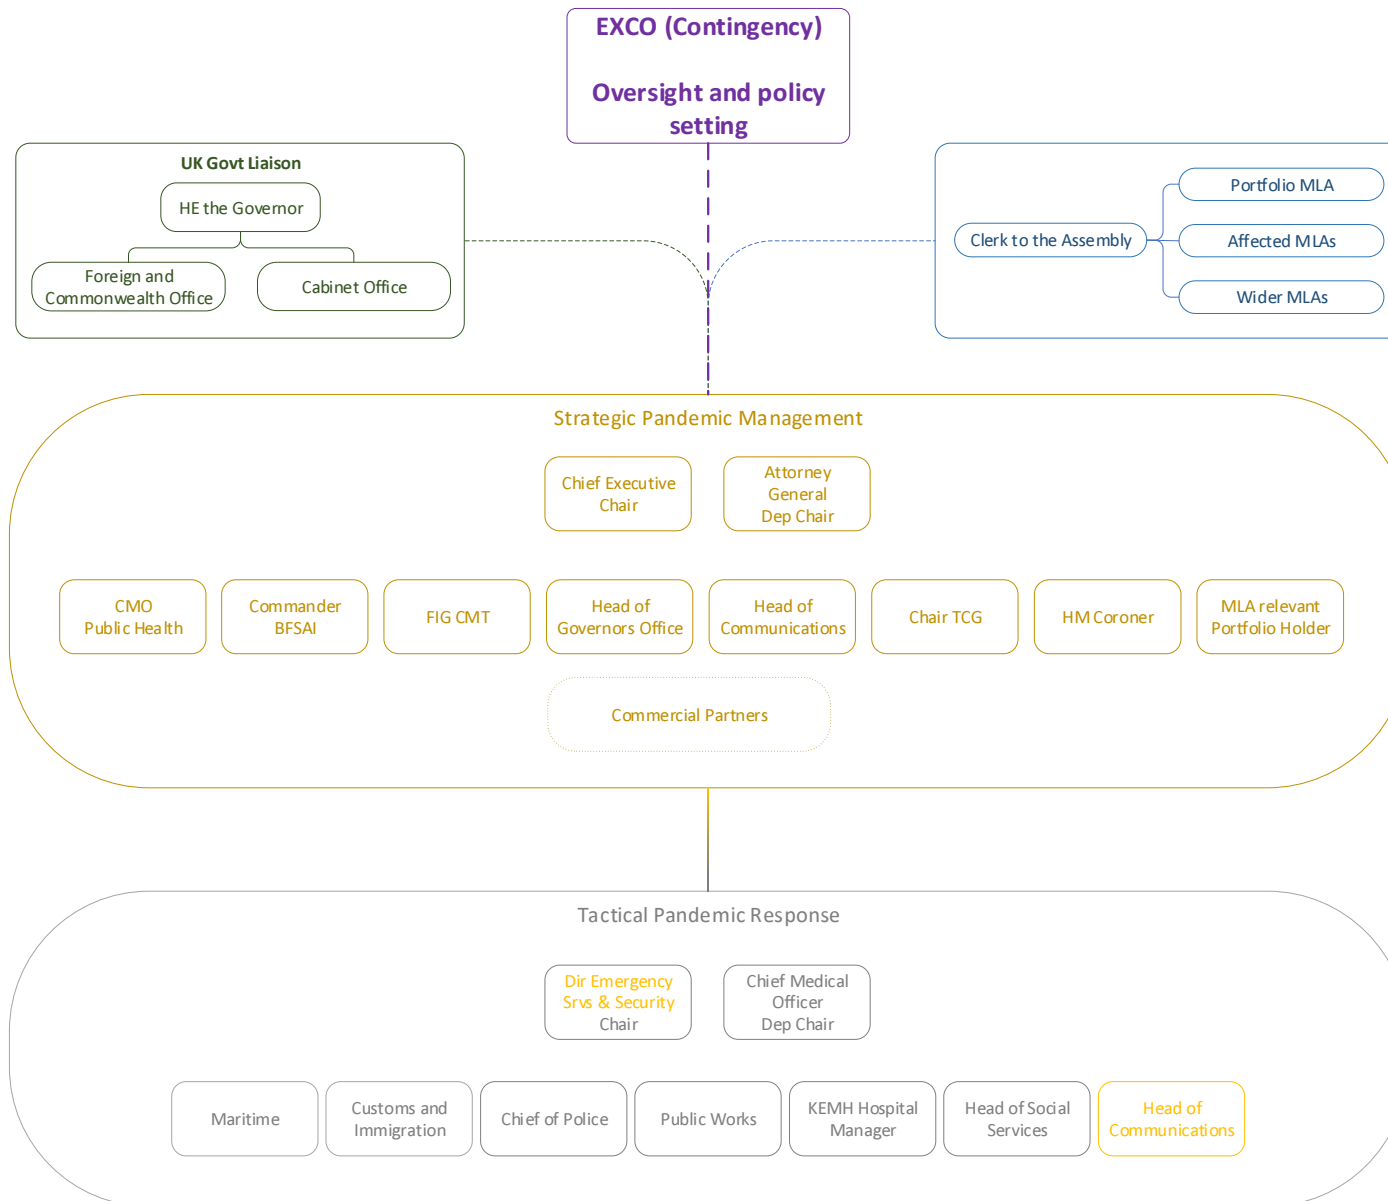 EXCO (Contingency)
Oversight and policy
setting
UK Govt Liaison
HE the Governor
Foreign and
Commonwealth Office
Cabinet Office
Clerk to the Assembly
Portfolio MLA
Affected MLAs
Wider MLAs
Strategic Pandemic Management
Chief Executive
Chair
Attorney
General
Dep Chair
CMO
Public Health
Commander
BFSAI
FIG CMT
Head of
Governors Office
Head of
Communications
Chair TCG
HM Coroner
MLA relevant
Portfolio Holder
Commercial Partners
Tactical Pandemic Response
Dir Emergency
Srvs & Security
Chair
Chief Medical
Officer
Dep Chair
Maritime
Customs and
Immigration
Chief of Police
Public Works
KEMH Hospital
Manager
Head of Social
Services
Head of
Communications